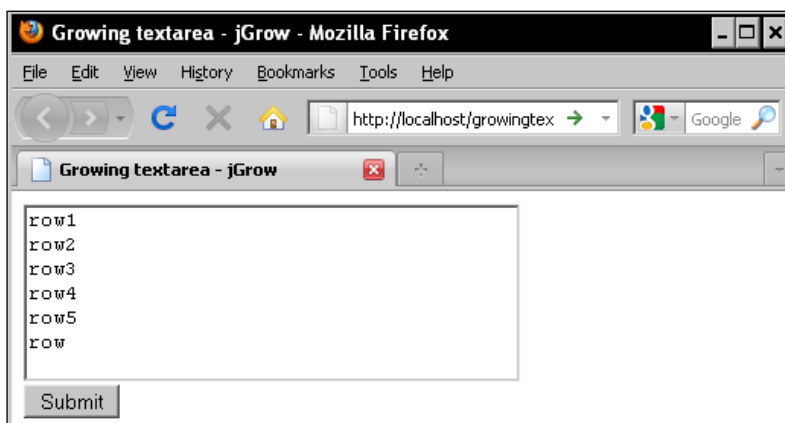 Growing textarea - jGrow - Mozilla Firefox
File Edit View History Bookmarks Tools Help
http://localhost/growingtex Google
Growing textarea - jGrow
row1
row2
row3
row4
row5
row
Submit